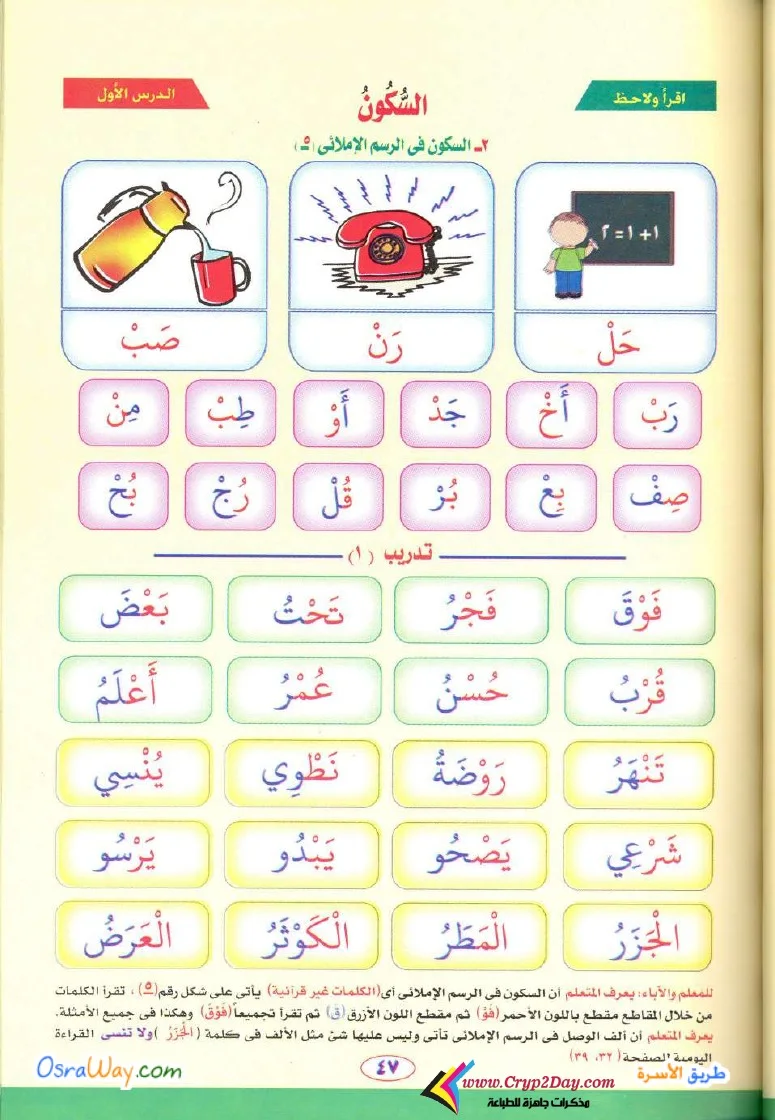 اقرأ ولاحظ
السُّكُونُ
الدرس الأول
٢ـ السكون فى الرسم الإملائى (ـْ)
١+١=٢
حَلْ
رَنْ
صَبْ
رَبْ أَخْ جَدْ أَوْ طِبْ مِنْ
صِفْ بِعْ بُرْ قُلْ رُجْ بُحْ
تدريب (١)
فَوْقَ فَجْرُ تَحْتُ بَعْضَ
قُرْبُ حُسْنُ عُمْرُ أَعْلَمُ
تَنْهَرُ رَوْضَةُ نَطْوِي يُنْسِي
شَرْعِي يَصْحُو يَبْدُو يَرْسُو
الْجَزَرُ الْمَطَرُ الْكَوْثَرُ الْعَرَضُ
للمعلم والآباء: يعرف المتعلم أن السكون فى الرسم الإملائى أى (الكلمات غير قرآنية) يأتى على شكل رقم (ـْ)، تقرأ الكلمات
من خلال المقاطع مقطع باللون الأحمر (فَوْ) ثم مقطع اللون الأزرق (قَ) ثم تقرأ تجميعاً (فَوْقَ) وهكذا فى جميع الأمثلة.
يعرف المتعلم أن ألف الوصل فى الرسم الإملائى تأتى وليس عليها شئ مثل الألف فى كلمة (الْجَزَرُ) ولا تنسى القراءة
اليومية الصفحة (٣٢، ٣٩)
طريق الأسرة
www.Cryp2Day.com
مذكرات جاهزة للطباعة
٤٧
OsraWay.com